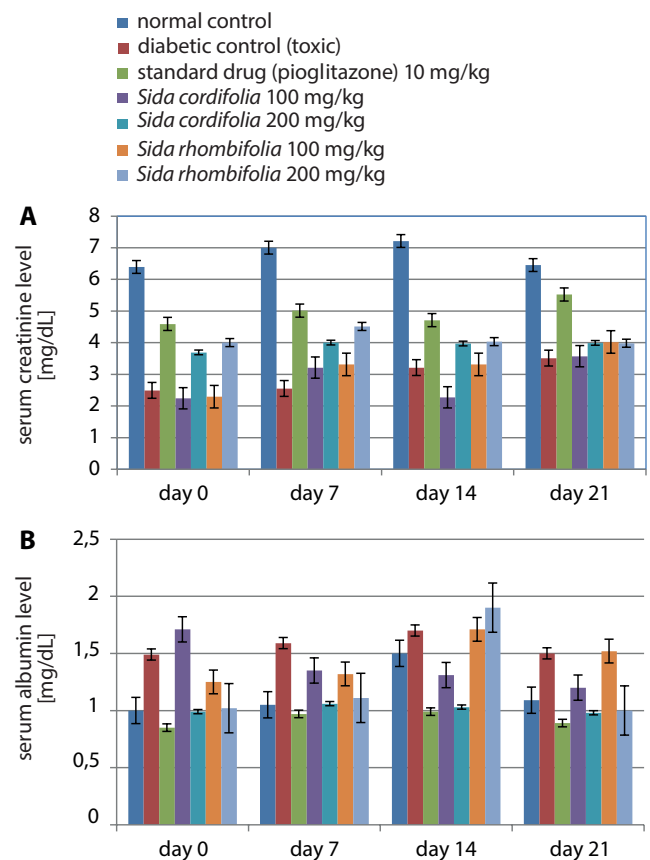 normal control
diabetic control (toxic)
standard drug (pioglitazone) 10 mg/kg
Sida cordifolia 100 mg/kg
Sida cordifolia 200 mg/kg
Sida rhombifolia 100 mg/kg
Sida rhombifolia 200 mg/kg
A
serum creatinine level
[mg/dL]
8
7
6
5
4
3
2
1
0
day 0 day 7 day 14 day 21
B
serum albumin level
[mg/dL]
2,5
2
1,5
1
0,5
0
day 0 day 7 day 14 day 21